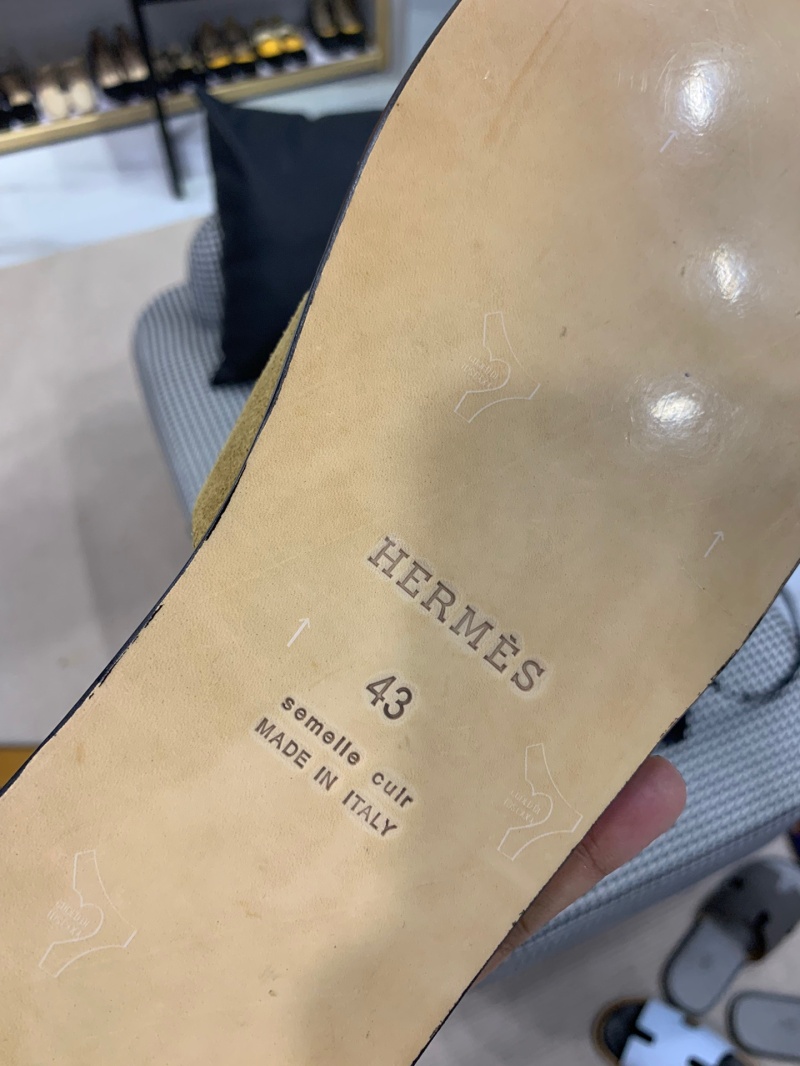 HERMÈS
43
semelle cuir
MADE IN ITALY